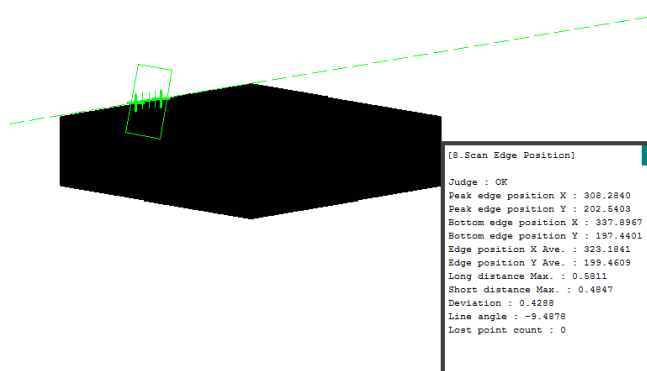 [8.Scan Edge Position]
Judge : OK
Peak edge position X : 308.2840
Peak edge position Y : 202.5403
Bottom edge position X : 337.8967
Bottom edge position Y : 197.4401
Edge position X Ave. : 323.1841
Edge position Y Ave. : 199.4609
Long distance Max. : 0.5811
Short distance Max. : 0.4847
Deviation : 0.4288
Line angle : -9.4878
Lost point count : 0